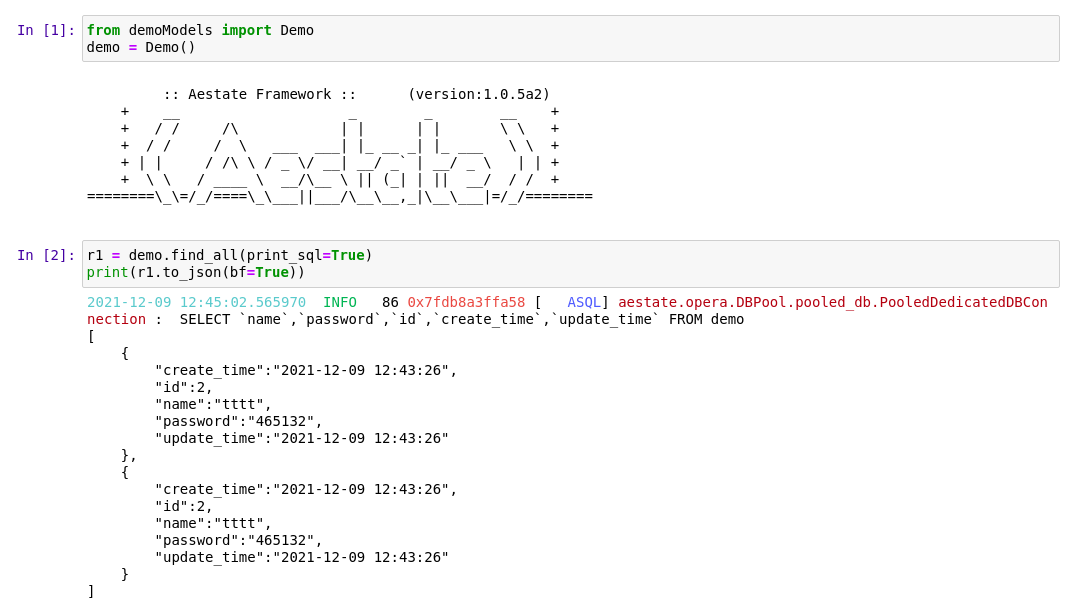 In [1]: from demoModels import Demo
demo = Demo()
:: Aestate Framework ::      (version:1.0.5a2)
    +    __                    _        _        __    +
    +   / /     /\            | |      | |       \ \   +
    +  / /     /  \   ___  ___| |_ __ _| |_ ___   \ \  +
    + | |     / /\ \ / _ \/ __| __/ _` | __/ _ \   | | +
    +  \ \   / ____ \  __/\__ \ || (_| | ||  __/  / /  +
========\_\=/_/====\_\___||___/\__\__,_|\__\___|=/_/========
In [2]: r1 = demo.find_all(print_sql=True)
print(r1.to_json(bf=True))
2021-12-09 12:45:02.565970  INFO   86 0x7fdb8a3ffa58 [   ASQL] aestate.opera.DBPool.pooled_db.PooledDedicatedDBCon
nection :  SELECT `name`,`password`,`id`,`create_time`,`update_time` FROM demo
[
    {
        "create_time":"2021-12-09 12:43:26",
        "id":2,
        "name":"tttt",
        "password":"465132",
        "update_time":"2021-12-09 12:43:26"
    },
    {
        "create_time":"2021-12-09 12:43:26",
        "id":2,
        "name":"tttt",
        "password":"465132",
        "update_time":"2021-12-09 12:43:26"
    }
]